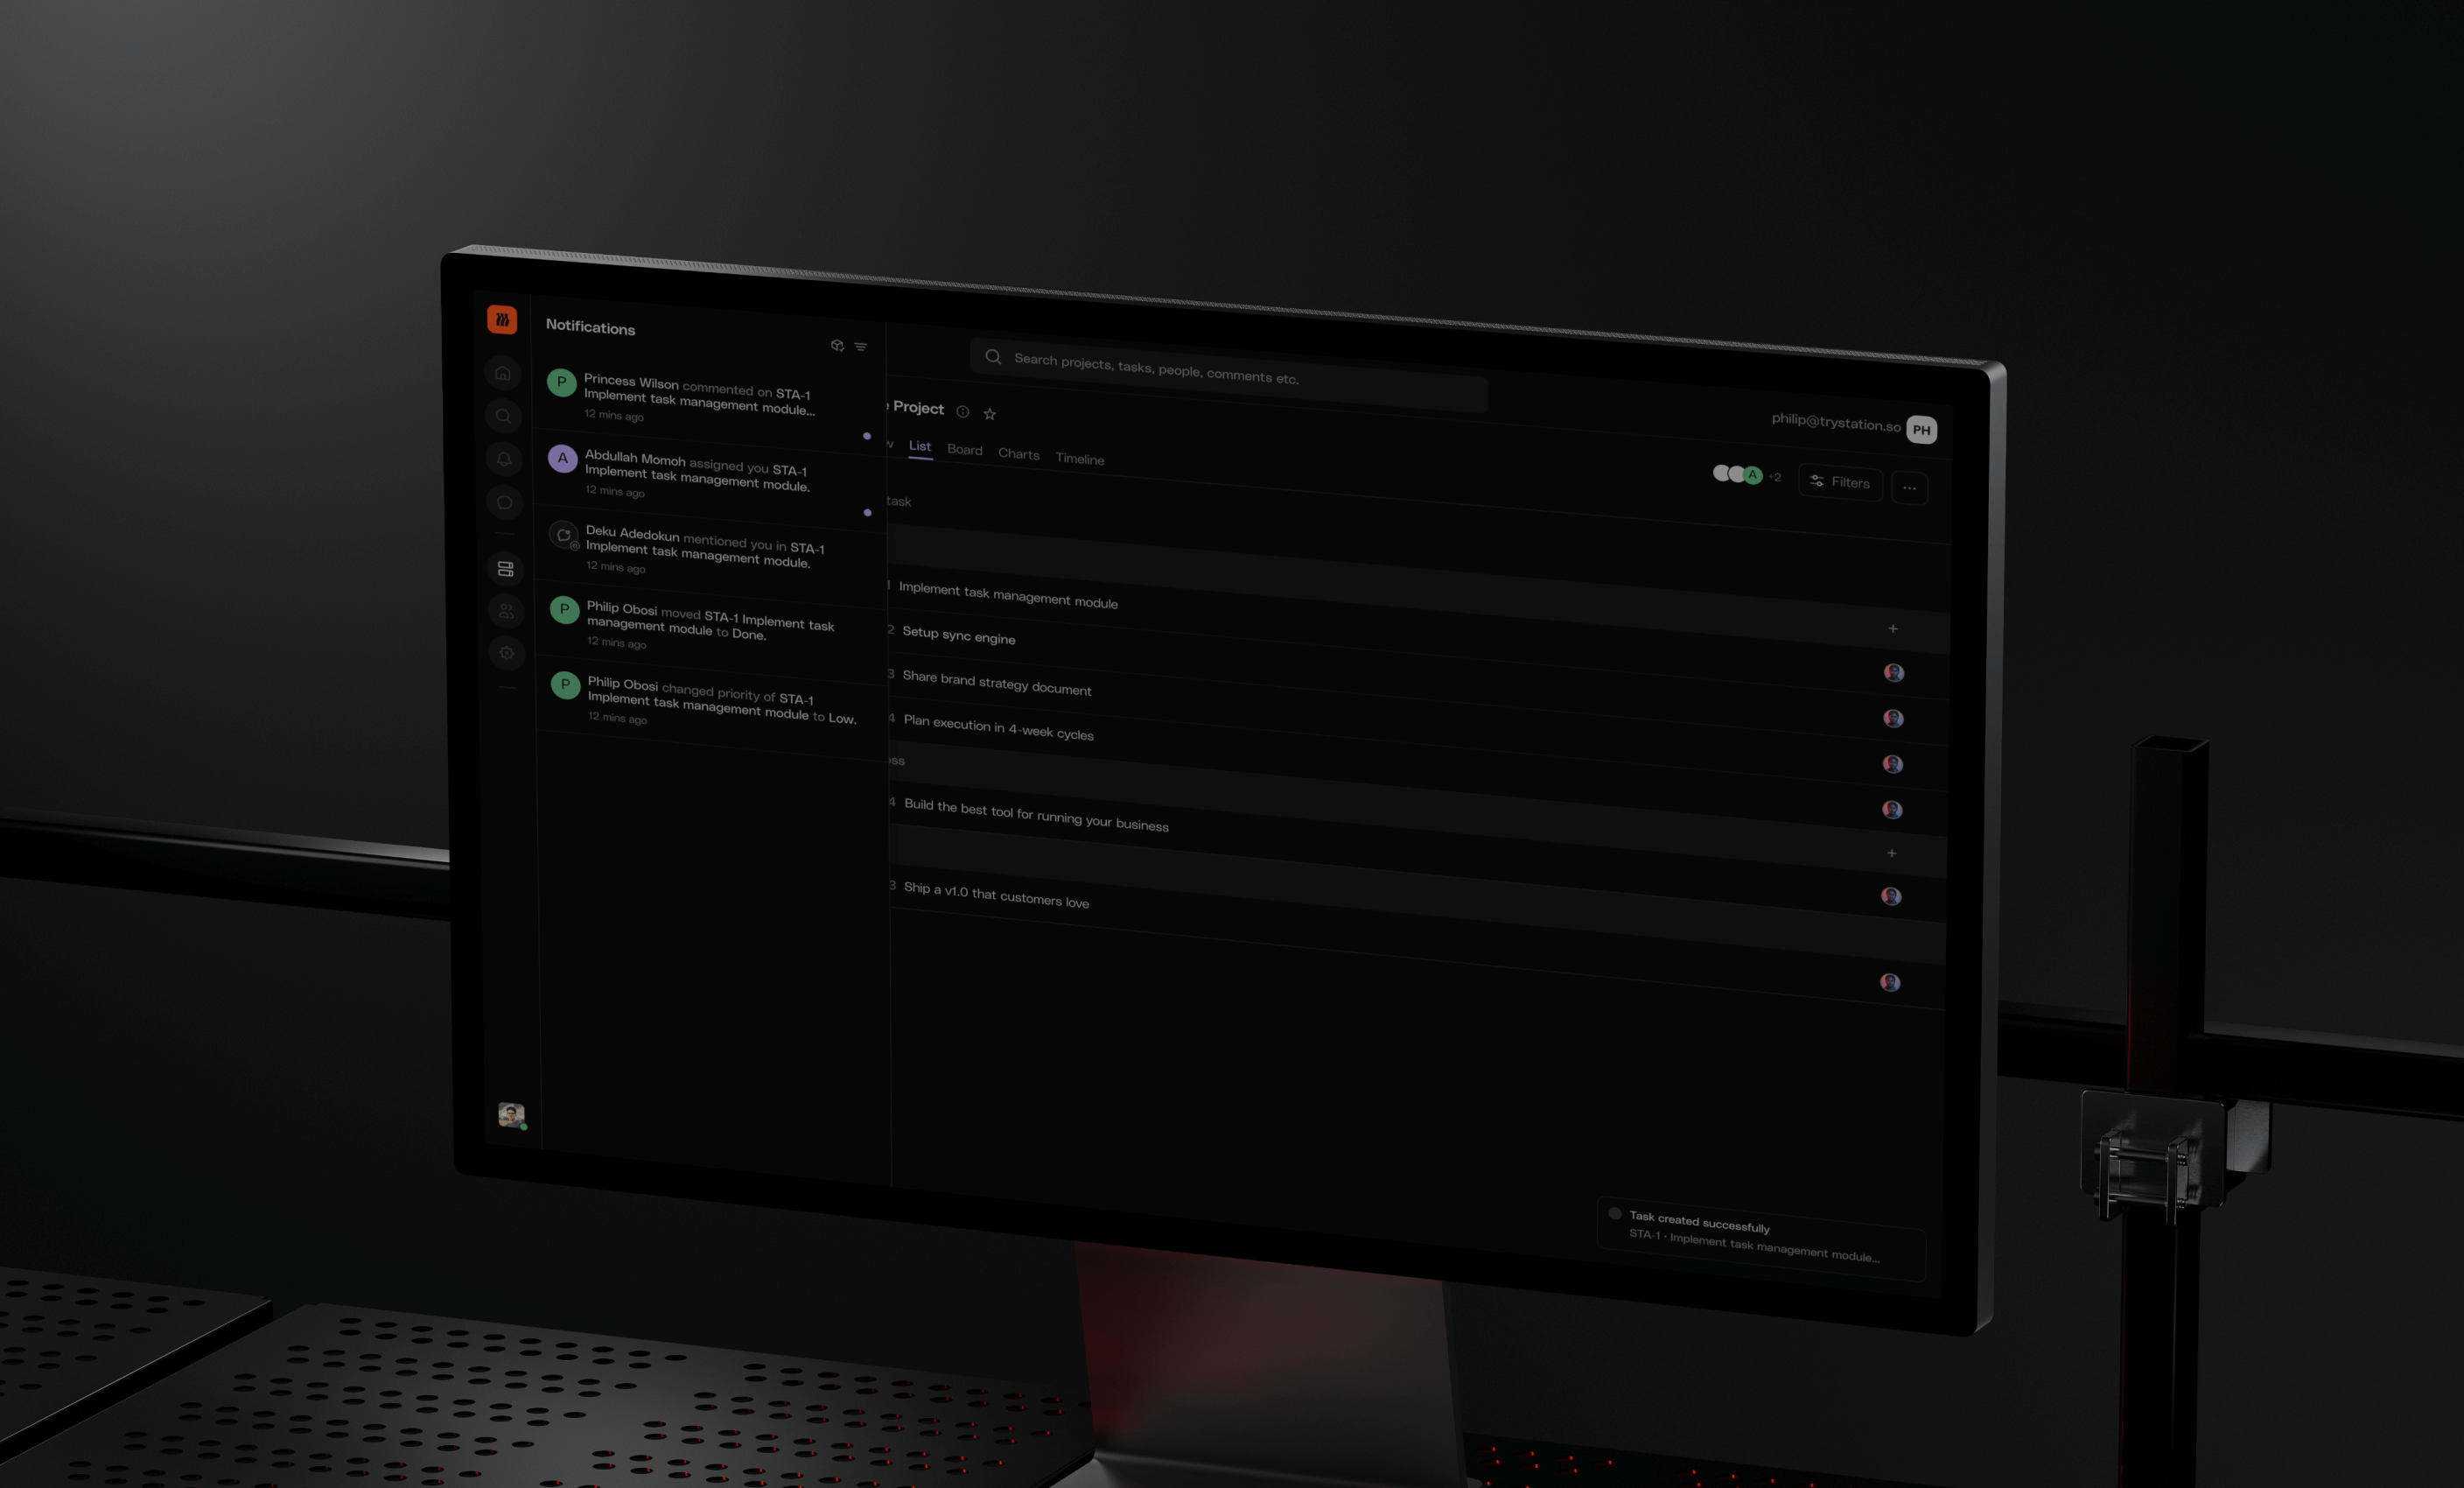 Notifications
Princess Wilson commented on STA-1
Implement task management module...
12 mins ago
Abdullah Momoh assigned you STA-1
Implement task management module.
12 mins ago
Deku Adedokun mentioned you in STA-1
Implement task management module.
12 mins ago
Philip Obosi moved STA-1 Implement task
management module to Done.
12 mins ago
Philip Obosi changed priority of STA-1
Implement task management module to Low.
12 mins ago
P
A
P
P
Search projects, tasks, people, comments etc.
philip@trystation.so PH
Project
List Board Charts Timeline
A +2 Filters
task
Implement task management module
2 Setup sync engine
3 Share brand strategy document
4 Plan execution in 4-week cycles
ss
4 Build the best tool for running your business
3 Ship a v1.0 that customers love
Task created successfully
STA-1 • Implement task management module...